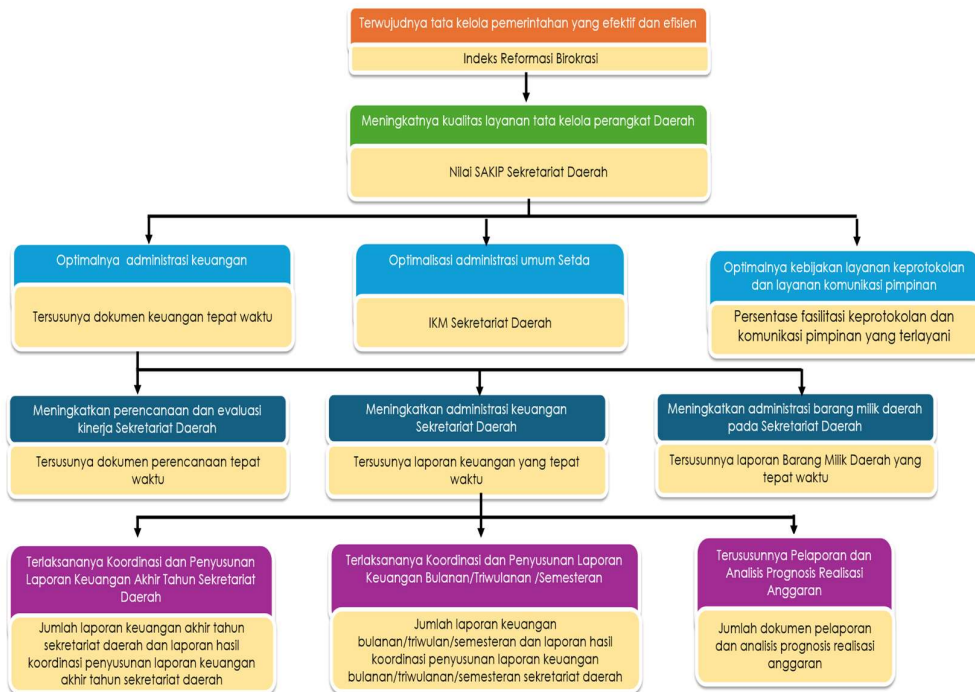 Terwujudnya tata kelola pemerintahan yang efektif dan efisien
Indeks Reformasi Birokrasi
Meningkatnya kualitas layanan tata kelola perangkat Daerah
Nilai SAKIP Sekretariat Daerah
Optimalnya administrasi keuangan
Tersusunya dokumen keuangan tepat waktu
Optimalisasi administrasi umum Setda
IKM Sekretariat Daerah
Optimalnya kebijakan layanan keprotokolan
dan layanan komunikasi pimpinan
Persentase fasilitasi keprotokolan dan
komunikasi pimpinan yang terlayani
Meningkatkan perencanaan dan evaluasi
kinerja Sekretariat Daerah
Tersusunya dokumen perencanaan tepat
waktu
Meningkatkan administrasi keuangan
Sekretariat Daerah
Tersusunya laporan keuangan yang tepat
waktu
Meningkatkan administrasi barang milik daerah
pada Sekretariat Daerah
Tersusunnya laporan Barang Milik Daerah yang
tepat waktu
Terlaksananya Koordinasi dan Penyusunan
Laporan Keuangan Akhir Tahun Sekretariat
Daerah
Jumlah laporan keuangan akhir tahun
sekretariat daerah dan laporan hasil
koordinasi penyusunan laporan keuangan
akhir tahun sekretariat daerah
Terlaksananya Koordinasi dan Penyusunan Laporan
Keuangan Bulanan/Triwulanan /Semesteran
Jumlah laporan keuangan
bulanan/triwulan/semesteran dan laporan hasil
koordinasi penyusunan laporan keuangan
bulanan/triwulanan/semesteran sekretariat daerah
Terususunnya Pelaporan dan
Analisis Prognosis Realisasi
Anggaran
Jumlah dokumen pelaporan
dan analisis prognosis realisasi
anggaran